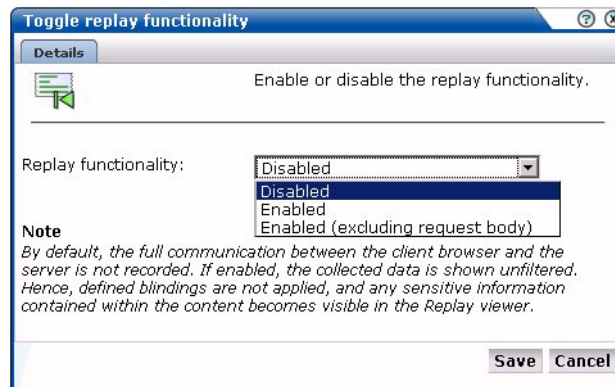 Toggle replay functionality
Details
Enable or disable the replay functionality.
Replay functionality:
Disabled
Disabled
Enabled
Enabled (excluding request body)
Note
By default, the full communication between the client browser and the
server is not recorded. If enabled, the collected data is shown unfiltered.
Hence, defined blindings are not applied, and any sensitive information
contained within the content becomes visible in the Replay viewer.
Save Cancel